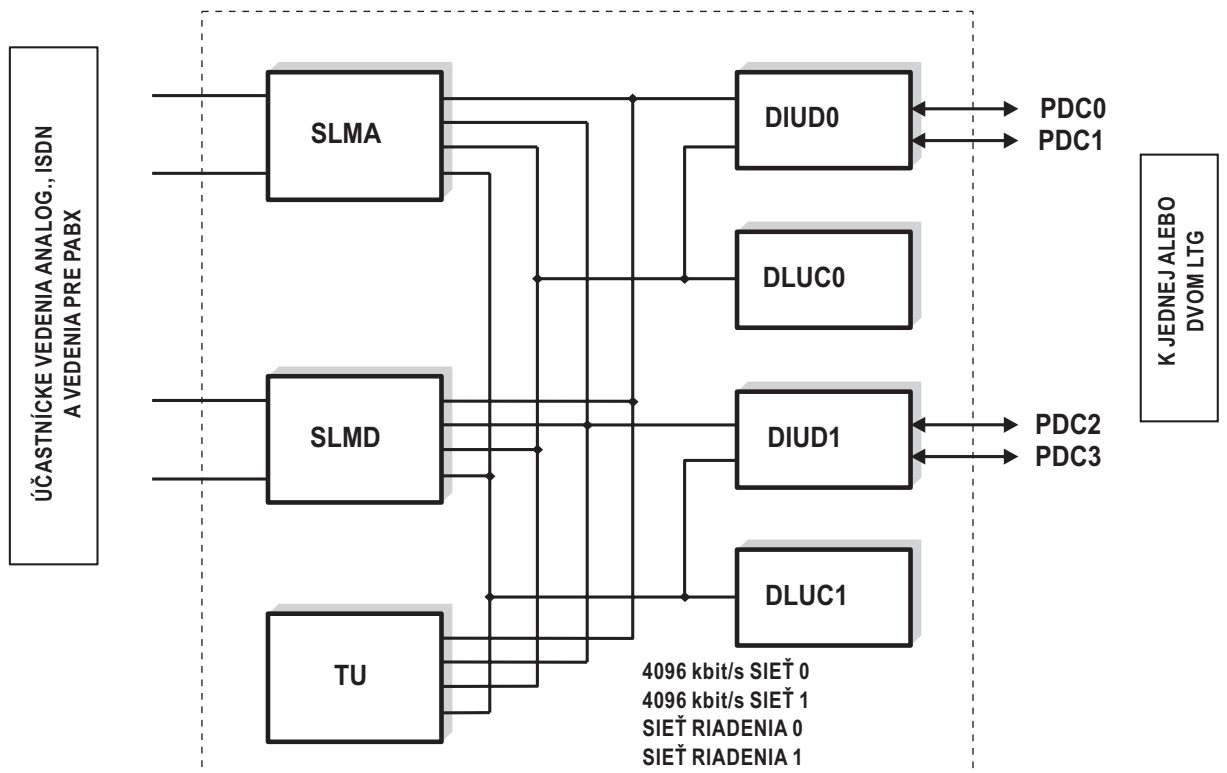 ÚČASTNÍCKE VEDENIA ANALOG., ISDN
A VEDENIA PRE PABX
SLMA
SLMD
TU
DIUD0
DLUC0
DIUD1
DLUC1
4096 kbit/s SIEŤ 0
4096 kbit/s SIEŤ 1
SIEŤ RIADENIA 0
SIEŤ RIADENIA 1
PDC0
PDC1
PDC2
PDC3
K JEDNEJ ALEBO
DVOM LTG